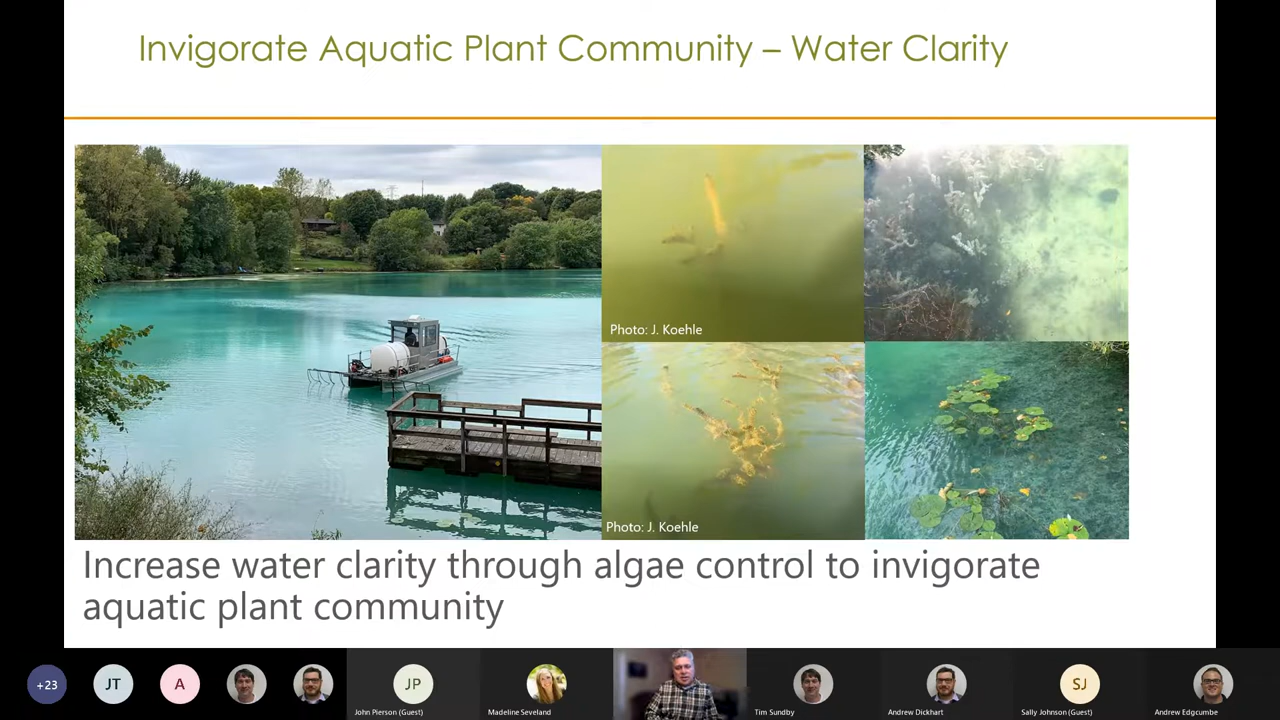 Invigorate Aquatic Plant Community – Water Clarity
Photo: J. Koehle
Photo: J. Koehle
Increase water clarity through algae control to invigorate
aquatic plant community
+23
JT
A
JP
SJ
John Pierson (Guest)
Madeline Seveland
Tim Sundby
Andrew Dickhart
Sally Johnson (Guest)
Andrew Edgcumbe